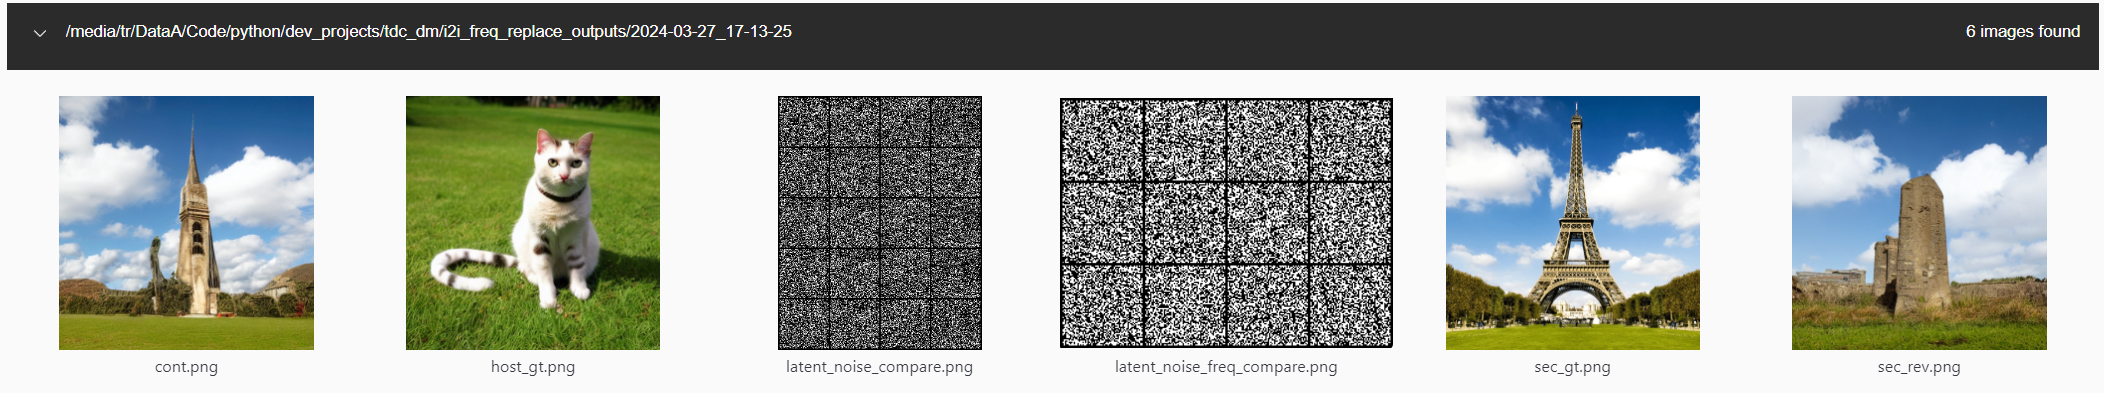 /media/tr/DataA/Code/python/dev_projects/tdc_dm/i2i_freq_replace_outputs/2024-03-27_17-13-25
6 images found
cont.png
host_gt.png
latent_noise_compare.png
latent_noise_freq_compare.png
sec_gt.png
sec_rev.png